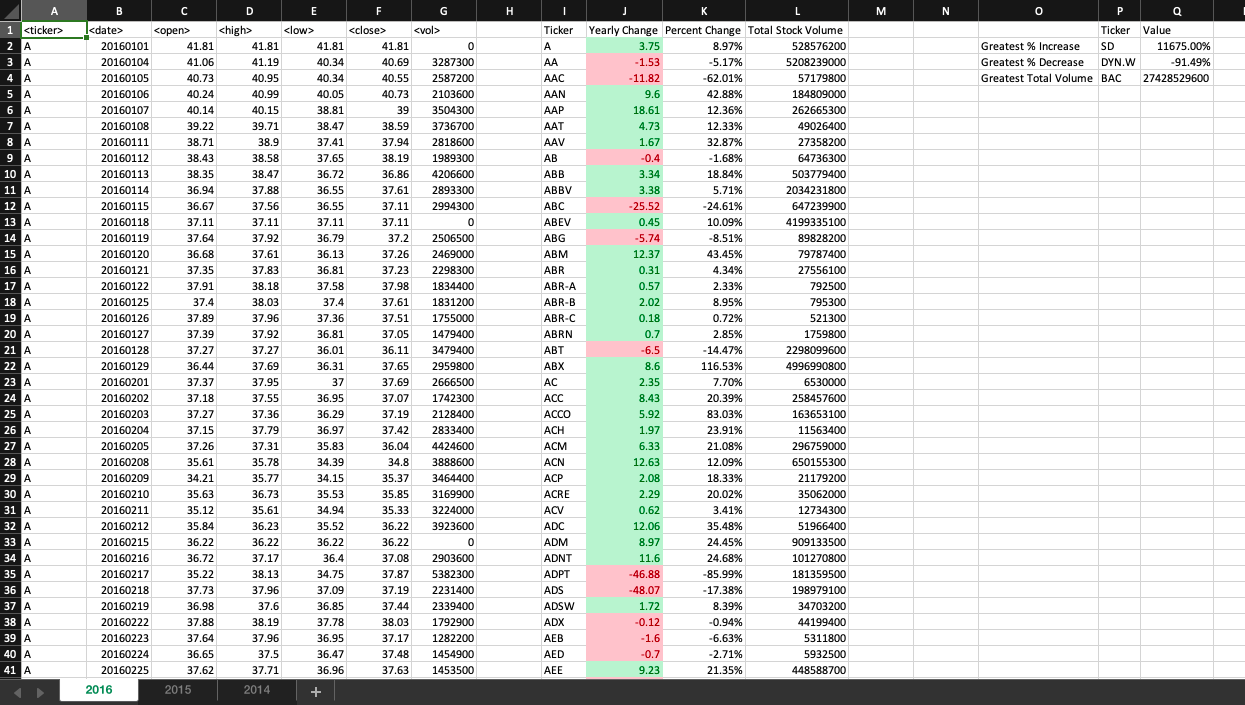 A B C D E F G H I J K L M N O P Q
1 <ticker> <date> <open> <high> <low> <close> <vol> Ticker Yearly Change Percent Change Total Stock Volume Ticker Value
2 A 20160101 41.81 41.81 41.81 41.81 0 A 3.75 8.97% 528576200 Greatest % Increase SD 11675.00%
3 A 20160104 41.06 41.19 40.34 40.69 3287300 AA -1.53 -5.17% 5208239000 Greatest % Decrease DYN.W -91.49%
4 A 20160105 40.73 40.95 40.34 40.55 2587200 AAC -11.82 -62.01% 57179800 Greatest Total Volume BAC 27428529600
5 A 20160106 40.24 40.99 40.05 40.73 2103600 AAN 9.6 42.88% 184809000
6 A 20160107 40.14 40.15 38.81 39 3504300 AAP 18.61 12.36% 262665300
7 A 20160108 39.22 39.71 38.47 38.59 3736700 AAT 4.73 12.33% 49026400
8 A 20160111 38.71 38.9 37.41 37.94 2818600 AAV 1.67 32.87% 27358200
9 A 20160112 38.43 38.58 37.65 38.19 1989300 AB -0.4 -1.68% 64736300
10 A 20160113 38.35 38.47 36.72 36.86 4206600 ABB 3.34 18.84% 503779400
11 A 20160114 36.94 37.88 36.55 37.61 2893300 ABBV 3.38 5.71% 2034231800
12 A 20160115 36.67 37.56 36.55 37.11 2994300 ABC -25.52 -24.61% 647239900
13 A 20160118 37.11 37.11 37.11 37.11 0 ABEV 0.45 10.09% 4199335100
14 A 20160119 37.64 37.92 36.79 37.2 2506500 ABG -5.74 -8.51% 89828200
15 A 20160120 36.68 37.61 36.13 37.26 2469000 ABM 12.37 43.45% 79787400
16 A 20160121 37.35 37.83 36.81 37.23 2298300 ABR 0.31 4.34% 27556100
17 A 20160122 37.91 38.18 37.58 37.98 1834400 ABR-A 0.57 2.33% 792500
18 A 20160125 37.4 38.03 37.4 37.61 1831200 ABR-B 2.02 8.95% 795300
19 A 20160126 37.89 37.96 37.36 37.51 1755000 ABR-C 0.18 0.72% 521300
20 A 20160127 37.39 37.92 36.81 37.05 1479400 ABRN 0.7 2.85% 1759800
21 A 20160128 37.27 37.27 36.01 36.11 3479400 ABT -6.5 -14.47% 2298099600
22 A 20160129 36.44 37.69 36.31 37.65 2959800 ABX 8.6 116.53% 4996990800
23 A 20160201 37.37 37.95 37 37.69 2666500 AC 2.35 7.70% 6530000
24 A 20160202 37.18 37.55 36.95 37.07 1742300 ACC 8.43 20.39% 258457600
25 A 20160203 37.27 37.36 36.29 37.19 2128400 ACCO 5.92 83.03% 163653100
26 A 20160204 37.15 37.79 36.97 37.42 2833400 ACH 1.97 23.91% 11563400
27 A 20160205 37.26 37.31 35.83 36.04 4424600 ACM 6.33 21.08% 296759000
28 A 20160208 35.61 35.78 34.39 34.8 3888600 ACN 12.63 12.09% 650155300
29 A 20160209 34.21 35.77 34.15 35.37 3464400 ACP 2.08 18.33% 21179200
30 A 20160210 35.63 36.73 35.53 35.85 3169900 ACRE 2.29 20.02% 35062000
31 A 20160211 35.12 35.61 34.94 35.33 3224000 ACV 0.62 3.41% 12734300
32 A 20160212 35.84 36.23 35.52 36.22 3923600 ADC 12.06 35.48% 51966400
33 A 20160215 36.22 36.22 36.22 36.22 0 ADM 8.97 24.45% 909133500
34 A 20160216 36.72 37.17 36.4 37.08 2903600 ADNT 11.6 24.68% 101270800
35 A 20160217 35.22 38.13 34.75 37.87 5382300 ADPT -46.88 -85.99% 181359500
36 A 20160218 37.73 37.96 37.09 37.19 2231400 ADS -48.07 -17.38% 198979100
37 A 20160219 36.98 37.6 36.85 37.44 2339400 ADSW 1.72 8.39% 34703200
38 A 20160222 37.88 38.19 37.78 38.03 1792900 ADX -0.12 -0.94% 44199400
39 A 20160223 37.64 37.96 36.95 37.17 1282200 AEB -1.6 -6.63% 5311800
40 A 20160224 36.65 37.5 36.47 37.48 1454900 AED -0.7 -2.71% 5932500
41 A 20160225 37.62 37.71 36.96 37.63 1453500 AEE 9.23 21.35% 448588700
2016 2015 2014 +